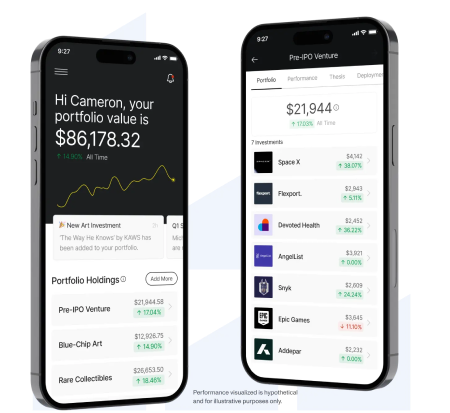 9:27
Hi Cameron, your
portfolio value is
$86,178.32
↑ 14.90% All Time
New Art Investment
'The Way He Knows' by KAWS has
been added to your portfolio.
Q1 S
are
Portfolio Holdings
Add More
Pre-IPO Venture
$21,944.58
↑ 17.04%
Blue-Chip Art
$12,926.75
↑ 14.90%
Rare Collectibles
$26,653.50
↑ 18.46%
9:27
Pre-IPO Venture
Portfolio Performance Thesis Deploymen
$21,944
↑ 17.03% All Time
7 Investments
Space X
$4,142
↑ 38.07%
Flexport.
Flexport.
$2,943
↑ 5.11%
Devoted Health
$2,452
↑ 36.22%
AngelList
$3,921
↑ 0.00%
Snyk
$2,609
↑ 24.24%
EPIC
GAMES
Epic Games
$3,645
↓ 11.10%
Addepar
$2,232
↑ 0.00%
Performance visualized is hypothetical
and for illustrative purposes only.